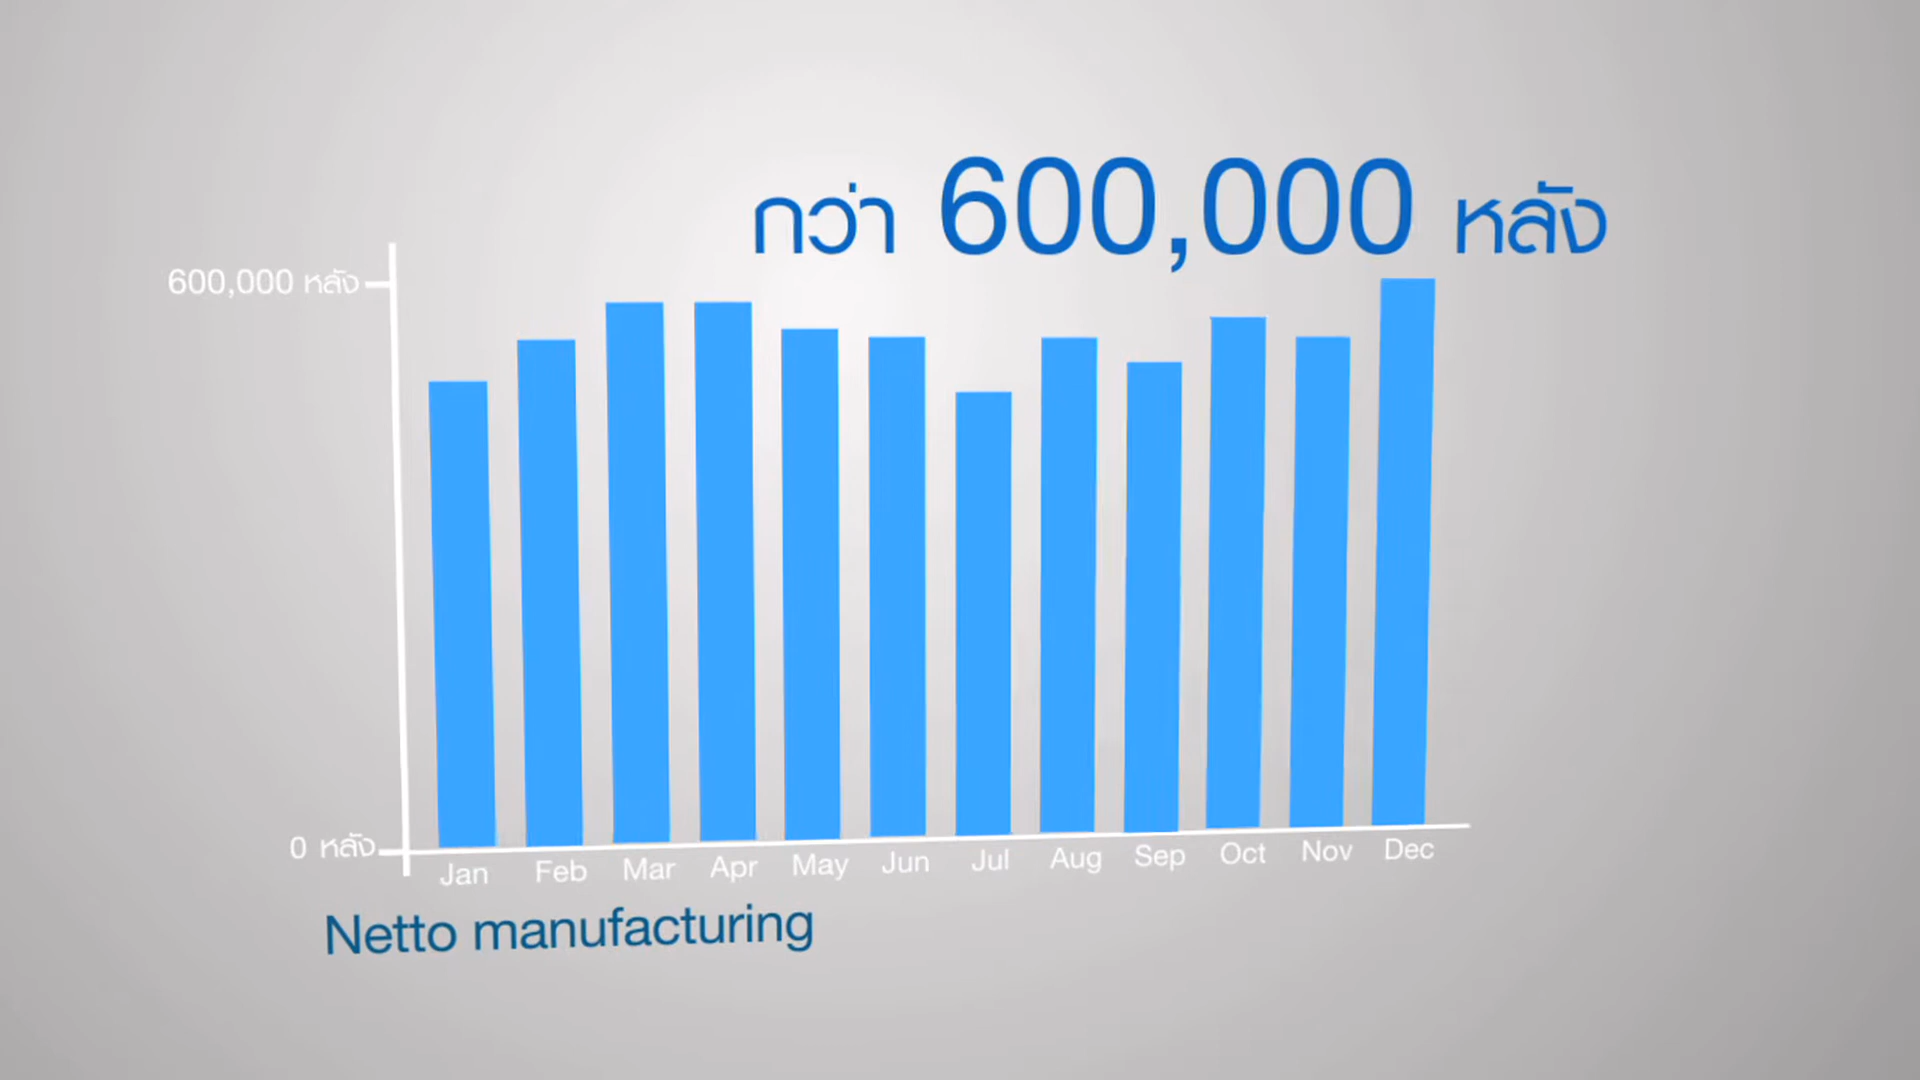 กว่า 600,000 หลัง
600,000 หลัง
0 หลัง
Jan Feb Mar Apr May Jun Jul Aug Sep Oct Nov Dec
Netto manufacturing